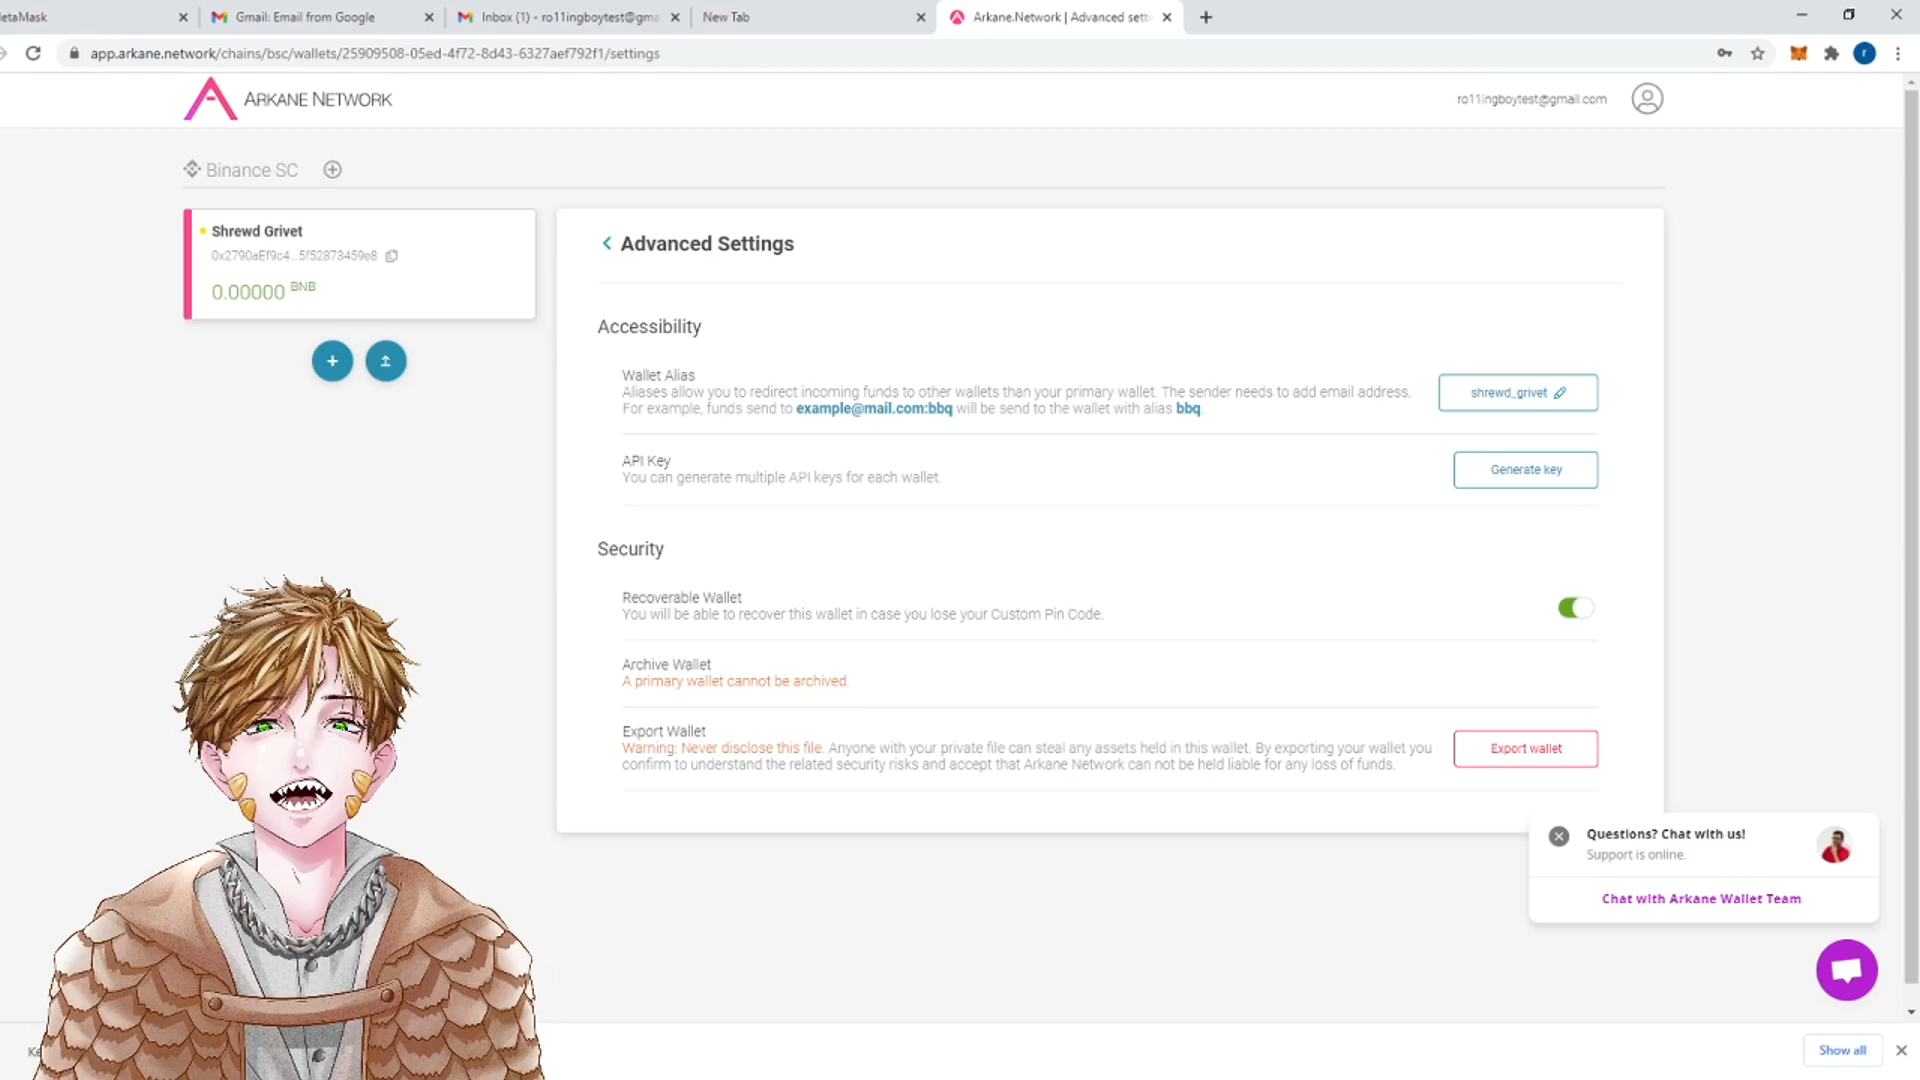 etaMask
Gmail: Email from Google
Inbox (1) - ro11ingboytest@gma
New Tab
Arkane.Network | Advanced setti
app.arkane.network/chains/bsc/wallets/25909508-05ed-4f72-8d43-6327aef792f1/settings
r
ARKANE NETWORK
ro11ingboytest@gmail.com
Binance SC
Shrewd Grivet
0x2790aEf9c4...5f52873459e8
0.00000 BNB
Advanced Settings
Accessibility
Wallet Alias
Aliases allow you to redirect incoming funds to other wallets than your primary wallet. The sender needs to add email address.
For example, funds send to example@mail.com:bbq will be send to the wallet with alias bbq.
shrewd_grivet
API Key
You can generate multiple API keys for each wallet.
Generate key
Security
Recoverable Wallet
You will be able to recover this wallet in case you lose your Custom Pin Code.
Archive Wallet
A primary wallet cannot be archived.
Export Wallet
Warning: Never disclose this file. Anyone with your private file can steal any assets held in this wallet. By exporting your wallet you
confirm to understand the related security risks and accept that Arkane Network can not be held liable for any loss of funds.
Export wallet
Questions? Chat with us!
Support is online.
Chat with Arkane Wallet Team
Ke
Show all